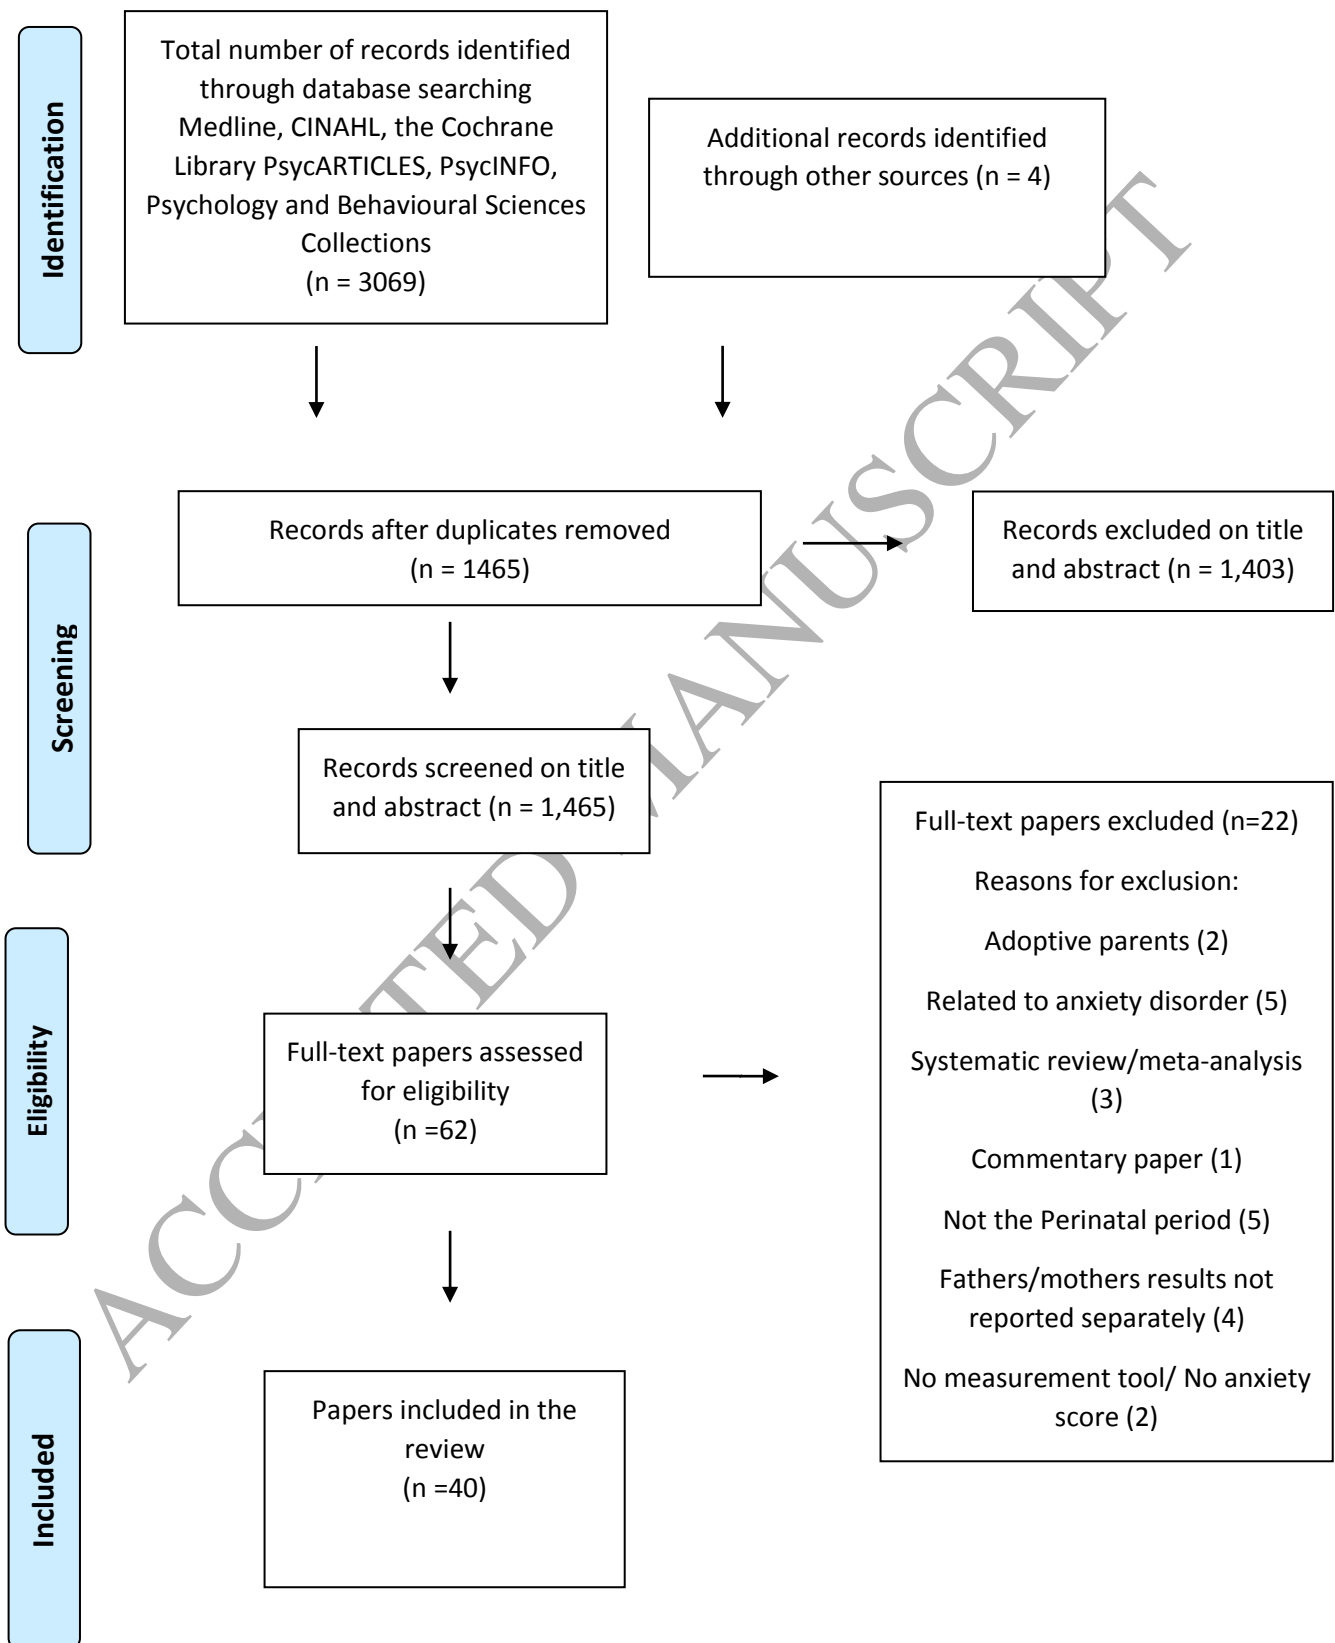 Identification
Total number of records identified
through database searching
Medline, CINAHL, the Cochrane
Library PsycARTICLES, PsycINFO,
Psychology and Behavioural Sciences
Collections
(n = 3069)
Additional records identified
through other sources (n = 4)
Screening
Records after duplicates removed
(n = 1465)
Records excluded on title
and abstract (n = 1,403)
Records screened on title
and abstract (n = 1,465)
Eligibility
Full-text papers assessed
for eligibility
(n =62)
Full-text papers excluded (n=22)
Reasons for exclusion:
Adoptive parents (2)
Related to anxiety disorder (5)
Systematic review/meta-analysis
(3)
Commentary paper (1)
Not the Perinatal period (5)
Fathers/mothers results not
reported separately (4)
No measurement tool/ No anxiety
score (2)
Included
Papers included in the
review
(n =40)
ACCEPTED MANUSCRIPT